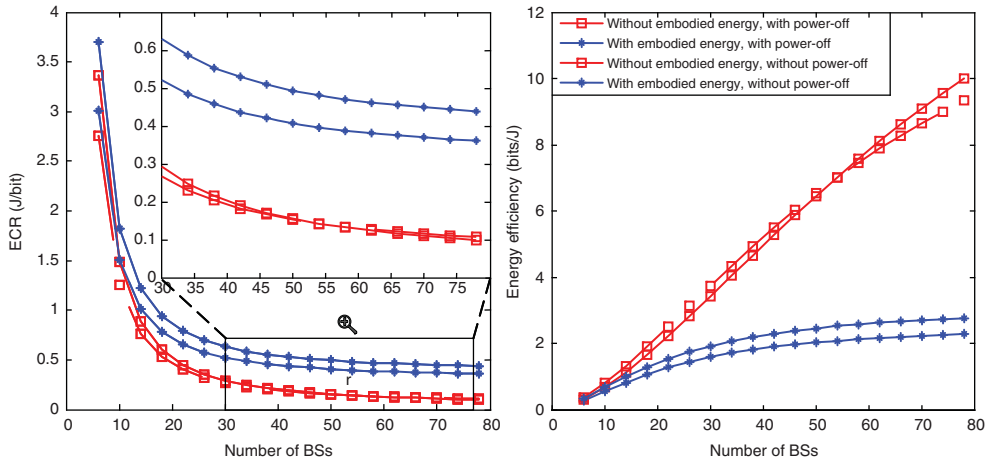 4
3.5
3
2.5
2
1.5
1
0.5
0
ECR (J/bit)
0 10 20 30 40 50 60 70 80
Number of BSs
0.6
0.5
0.4
0.3
0.2
0.1
0
30 35 40 45 50 55 60 65 70 75
r
12
10
8
6
4
2
0
Energy efficiency (bits/J)
0 10 20 30 40 50 60 70 80
Number of BSs
Without embodied energy, with power-off
With embodied energy, with power-off
Without embodied energy, without power-off
With embodied energy, without power-off